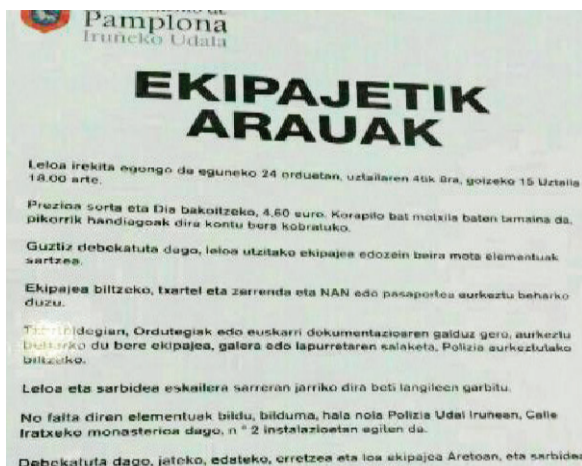 Pamplona
Iruñeko Udala
EKIPAJETIK
ARAUAK
Leloa irekita egongo da eguneko 24 orduetan, uztailaren 4tik 8ra, goizeko 15 Uztaila
18.00 arte.
Prezioa sorta eta Dia bakoitzeko, 4,60 euro. Korapilo bat motxila baten tamaina da,
pikorrik handiagoak dira kontu bera kobratuko.
Guztiz debekatuta dago, leloa utzitako ekipajea edozein beira mota elementuak
sartzea.
Ekipajea biltzeko, txartel eta zerrenda eta NAN edo pasaportea aurkeztu beharko
duzu.
Ordutegiak edo euskarri dokumentazioaren galduz gero, aurkeztu
beharko du bere ekipajea, galera edo lapurretaren salaketa, Polizia aurkeztutako
biltzeko.
Leloa eta sarbidea eskailera sarreran jarriko dira beti langileen garbitu.
No falta diren elementuak bildu, bilduma, hala nola Polizia Udal Irunean, Calle
Iratxeko monasterioa dago, n º 2 instalazioetan egiten da.
Debekatuta dago, jateko, edateko, erretzea eta loa ekipajea Aretoan, eta sarbidea